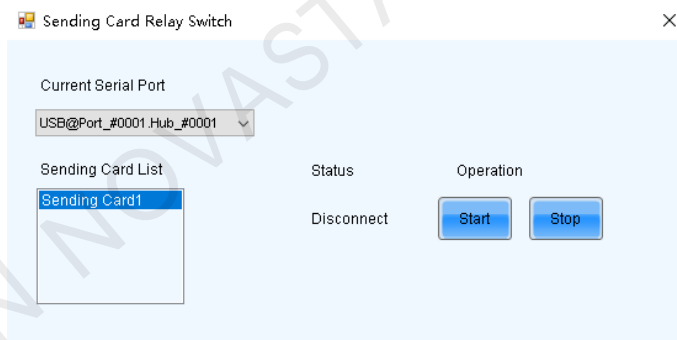 Sending Card Relay Switch
Current Serial Port
USB@Port_#0001.Hub_#0001
Sending Card List
Status
Operation
Sending Card1
Disconnect
Start
Stop
N NOVASTA